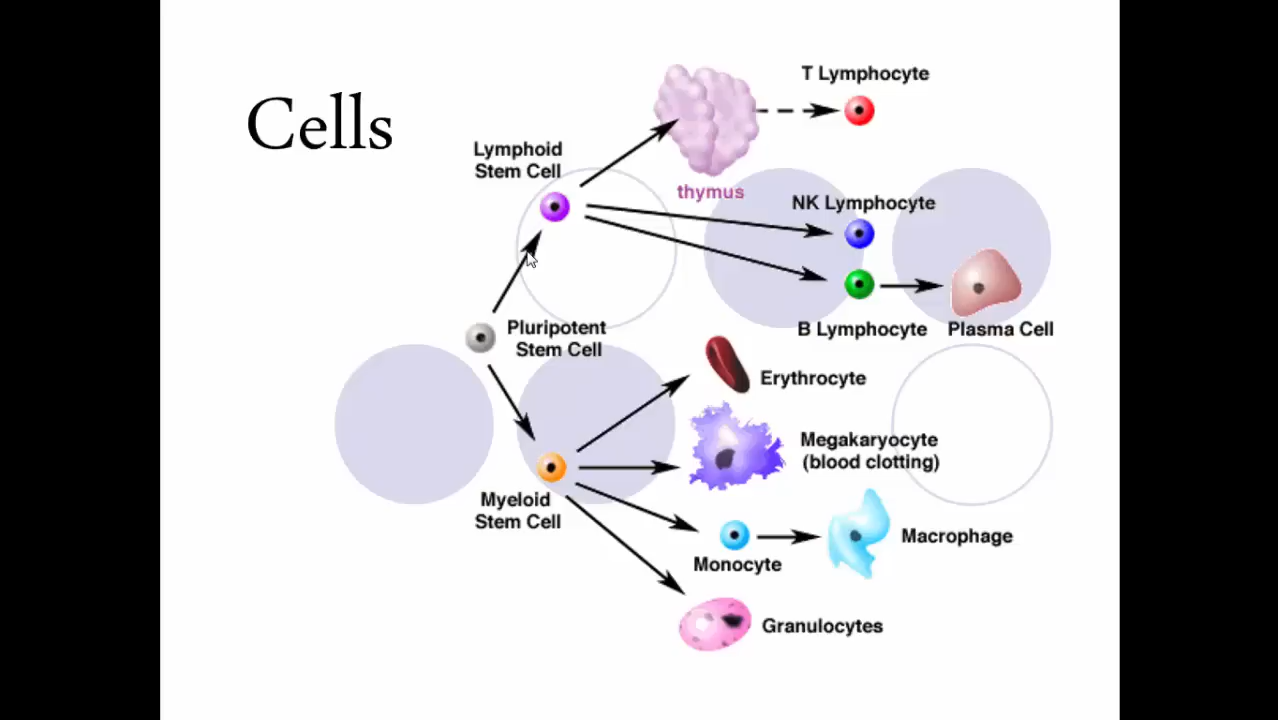 Cells
T Lymphocyte
Lymphoid
Stem Cell
thymus
NK Lymphocyte
B Lymphocyte
Plasma Cell
Pluripotent
Stem Cell
Erythrocyte
Megakaryocyte
(blood clotting)
Myeloid
Stem Cell
Monocyte
Macrophage
Granulocytes